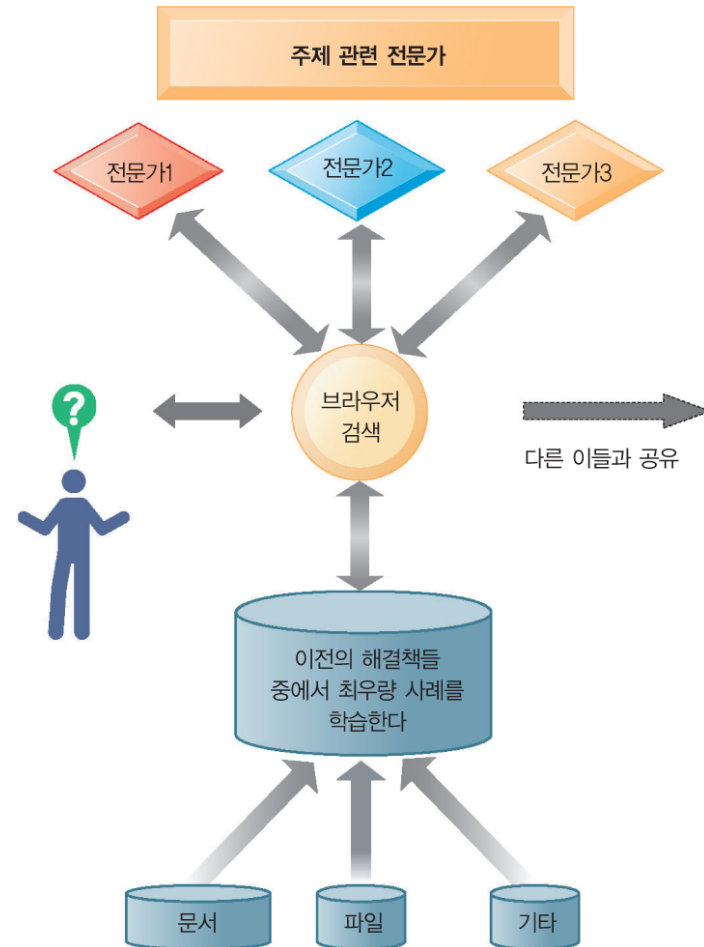 주제 관련 전문가
전문가1
전문가2
전문가3
?
브라우저
검색
다른 이들과 공유
이전의 해결책들
중에서 최우량 사례를
학습한다
문서
파일
기타